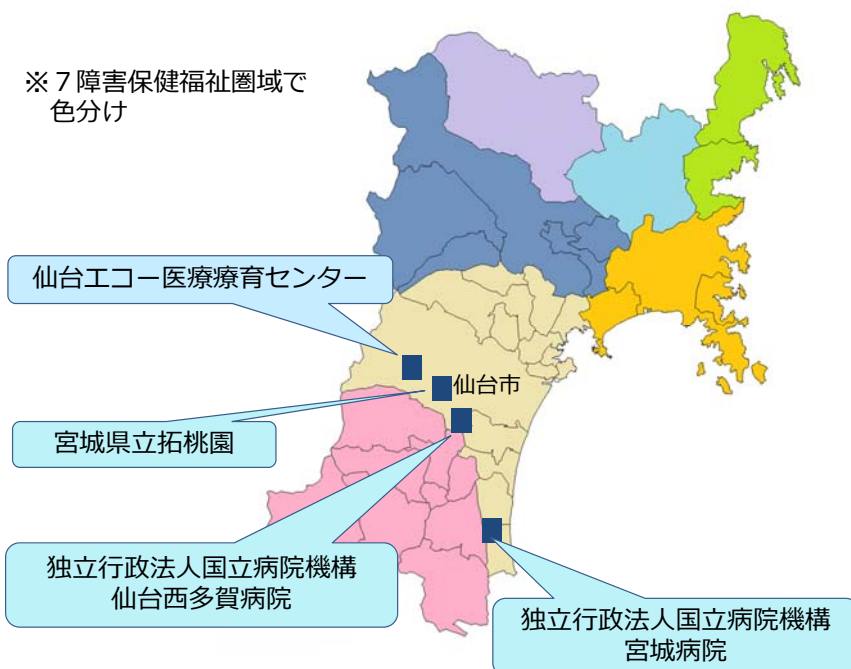 ※７障害保健福祉圏域で
色分け
仙台エコー医療療育センター
仙台市
宮城県立拓桃園
独立行政法人国立病院機構
仙台西多賀病院
独立行政法人国立病院機構
宮城病院